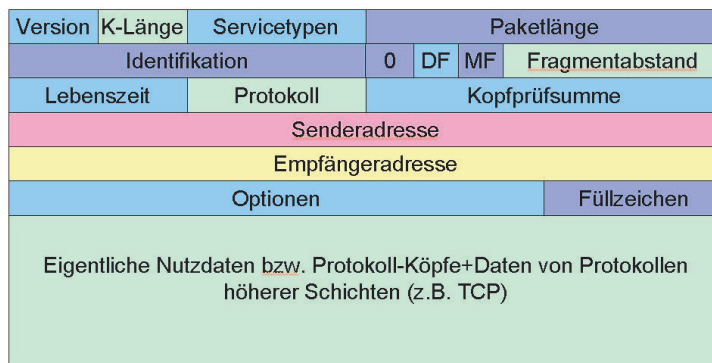 Version K-Länge Servicetypen Paketlänge
Identifikation 0 DF MF Fragmentabstand
Lebenszeit Protokoll Kopfprüfsumme
Senderadresse
Empfängeradresse
Optionen Füllzeichen
Eigentliche Nutzdaten bzw. Protokoll-Köpfe+Daten von Protokollen
höherer Schichten (z.B. TCP)